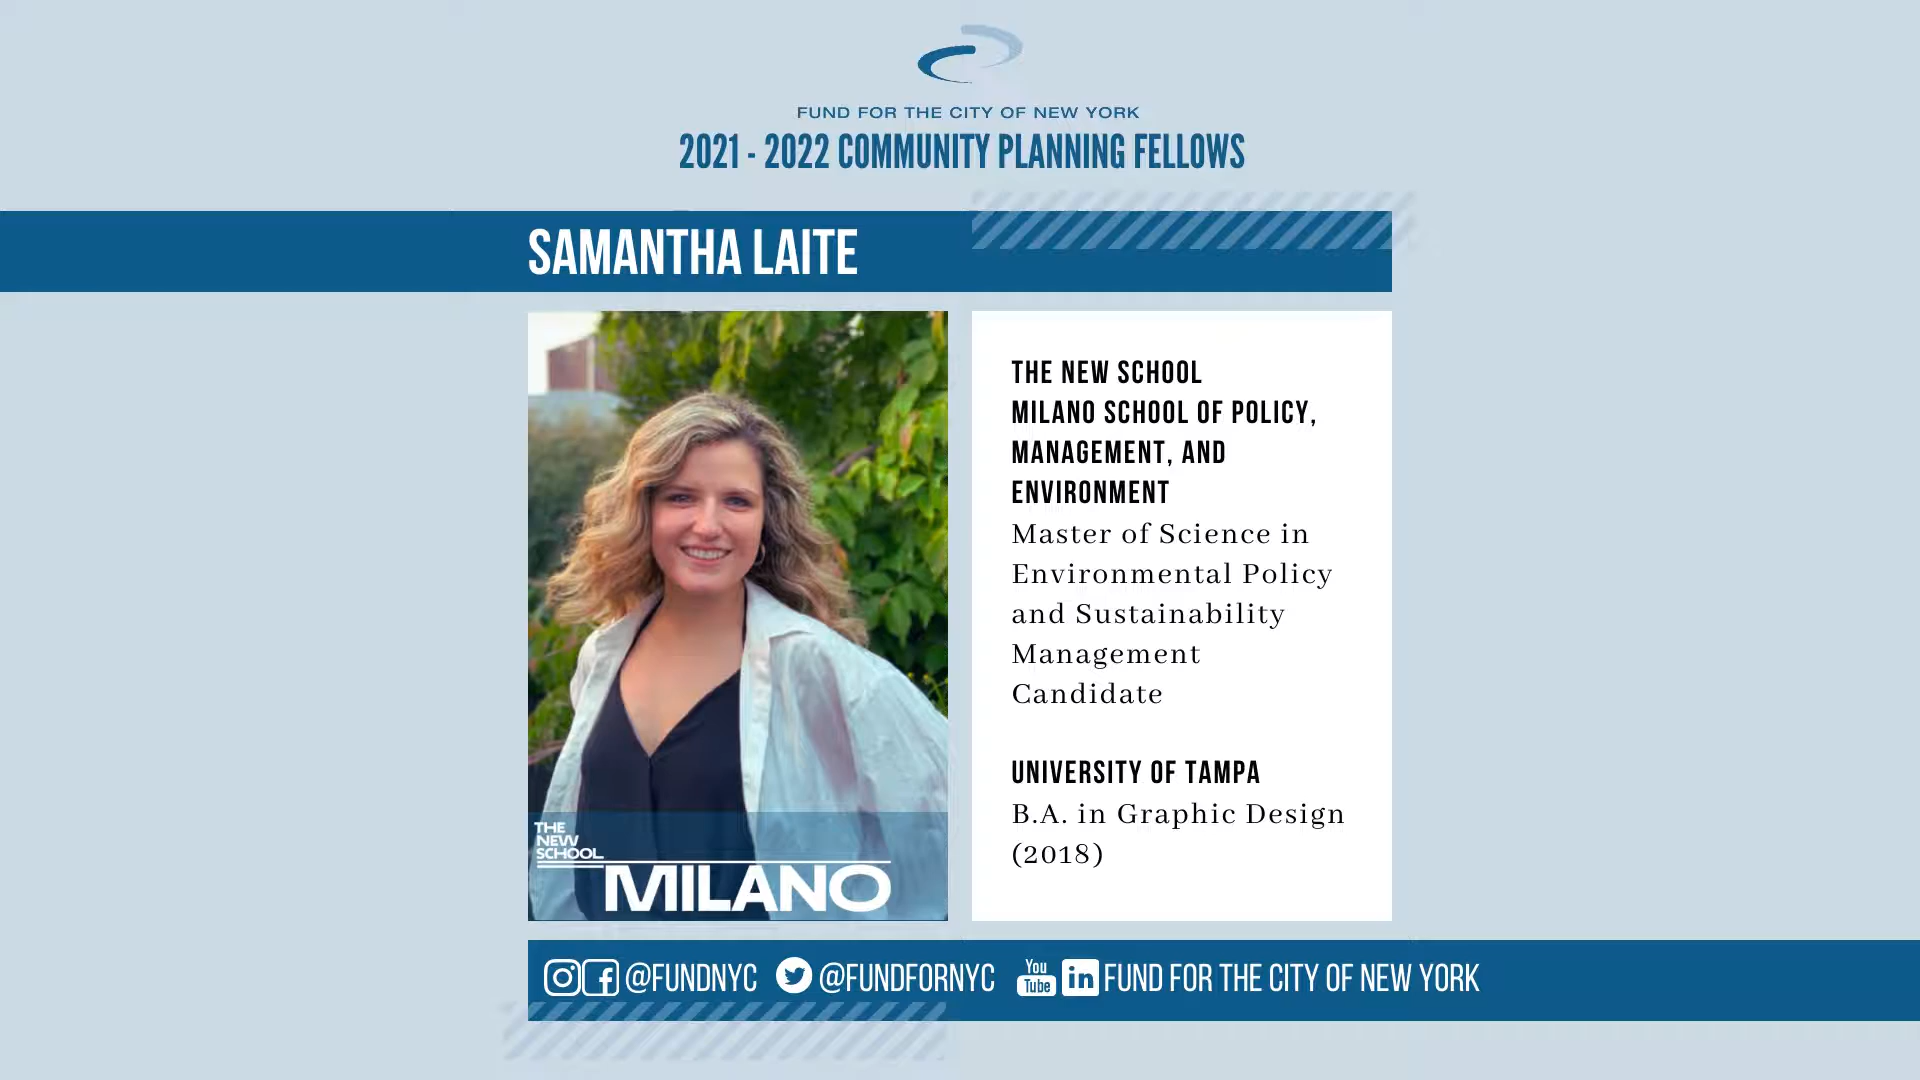 FUND FOR THE CITY OF NEW YORK
2021 - 2022 COMMUNITY PLANNING FELLOWS
SAMANTHA LAITE
THE NEW SCHOOL
MILANO SCHOOL OF POLICY,
MANAGEMENT, AND
ENVIRONMENT
Master of Science in
Environmental Policy
and Sustainability
Management
Candidate
UNIVERSITY OF TAMPA
B.A. in Graphic Design
(2018)
THE
NEW
SCHOOL
MILANO
@FUNDNYC @FUNDFORNYC You Tube in FUND FOR THE CITY OF NEW YORK